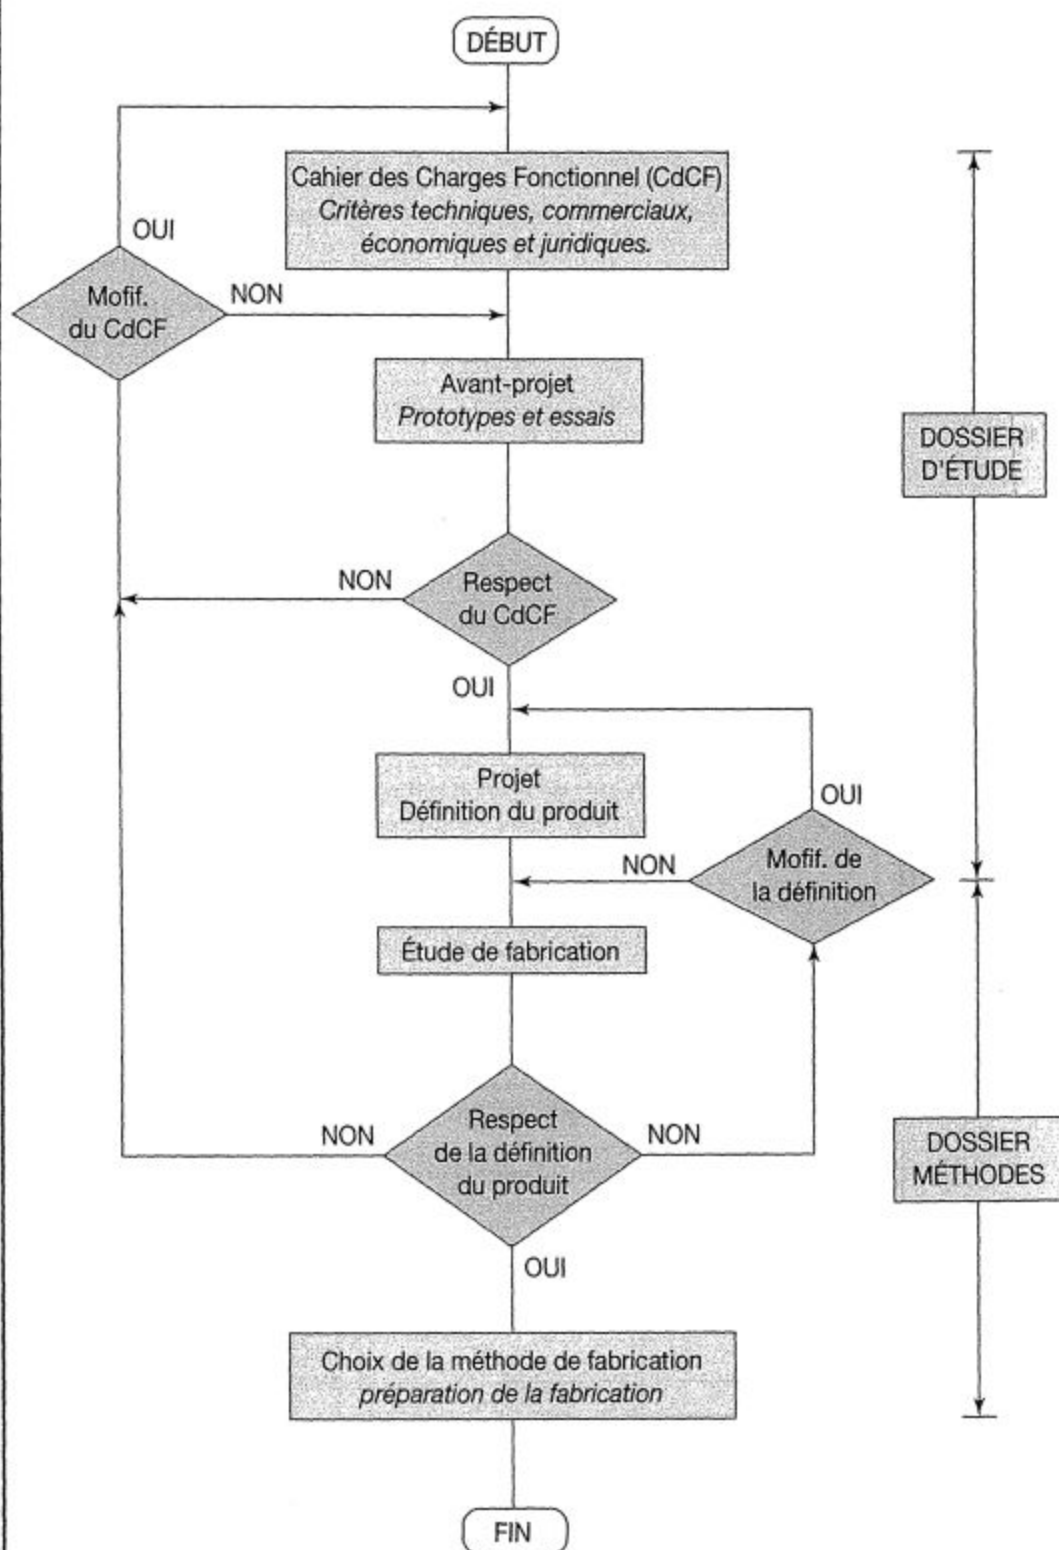 DÉBUT
Cahier des Charges Fonctionnel (CdCF)
Critères techniques, commerciaux,
économiques et juridiques.
OUI
Mofif.
du CdCF
NON
Avant-projet
Prototypes et essais
DOSSIER
D'ÉTUDE
NON
Respect
du CdCF
OUI
Projet
Définition du produit
OUI
NON
Mofif. de
la définition
Étude de fabrication
NON
Respect
de la définition
du produit
NON
DOSSIER
MÉTHODES
OUI
Choix de la méthode de fabrication
préparation de la fabrication
FIN